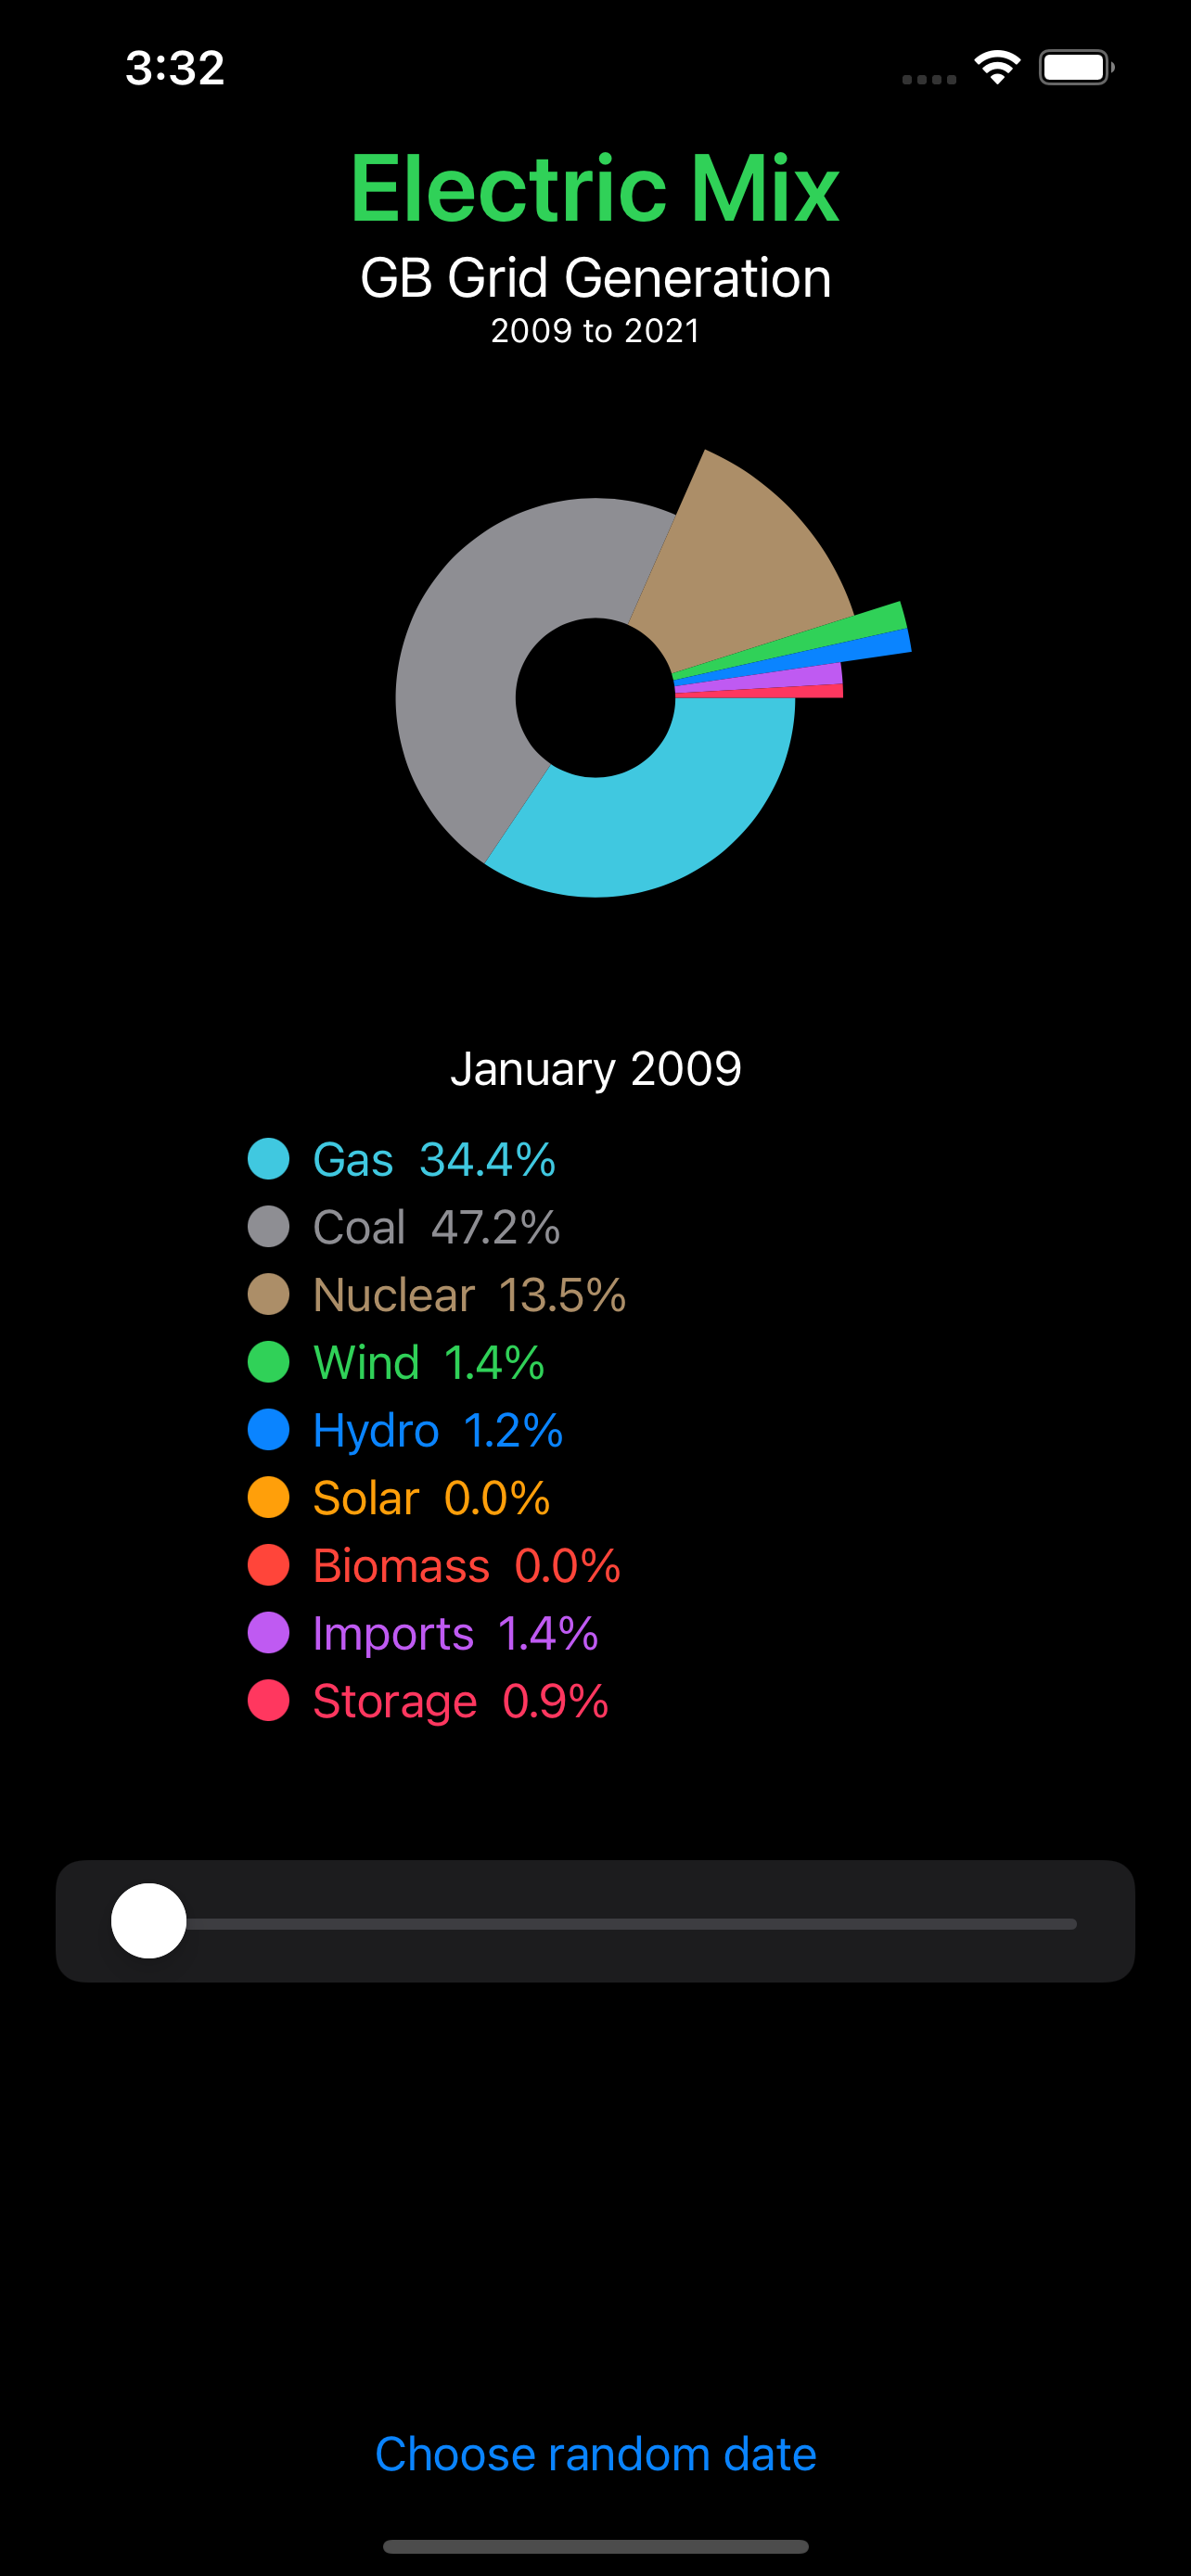 3:32
Electric Mix
GB Grid Generation
2009 to 2021
January 2009
Gas 34.4%
Coal 47.2%
Nuclear 13.5%
Wind 1.4%
Hydro 1.2%
Solar 0.0%
Biomass 0.0%
Imports 1.4%
Storage 0.9%
Choose random date